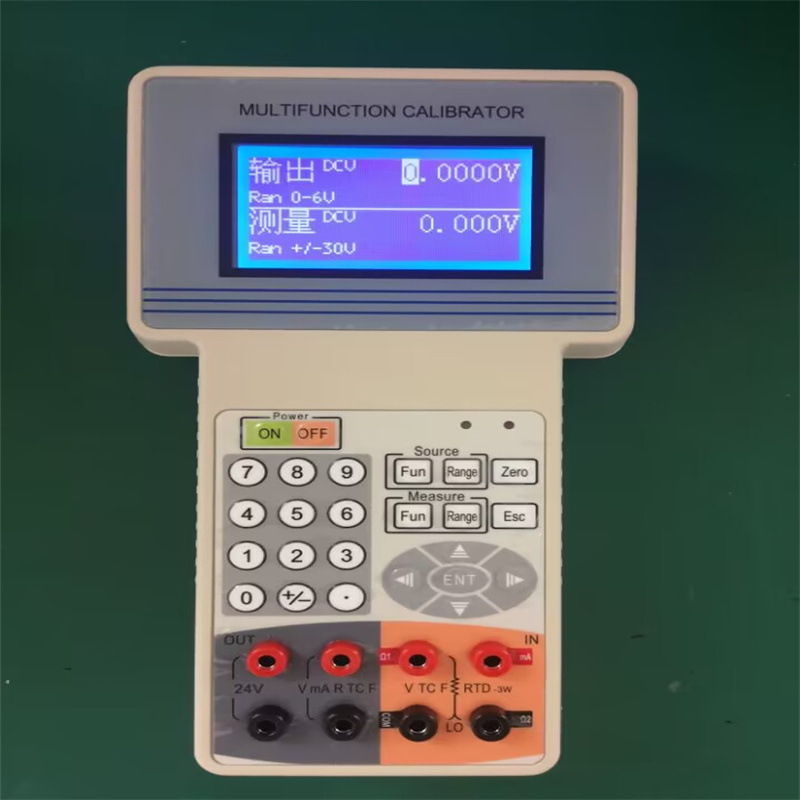 MULTIFUNCTION CALIBRATOR
输出 DCV 0.0000V
Ran 0-6V
测量 DCV 0.000V
Ran +/-30V
Power
ON OFF
Source
Fun Range Zero
Measure
Fun Range Esc
7 8 9
4 5 6
1 2 3
0 +/- ·
ENT
OUT IN
Ω1 mA
24V V mA R TC F V TC F RTD -3W
COM LO Ω2